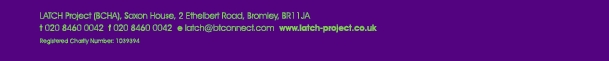 LATCH Project (BCHA), Saxon House, 2 Ethelbert Road, Bromley, BR1 1JA
t 020 8460 0042 f 020 8460 0042 e latch@btconnect.com www.latch-project.co.uk
Registered Charity Number: 1039394